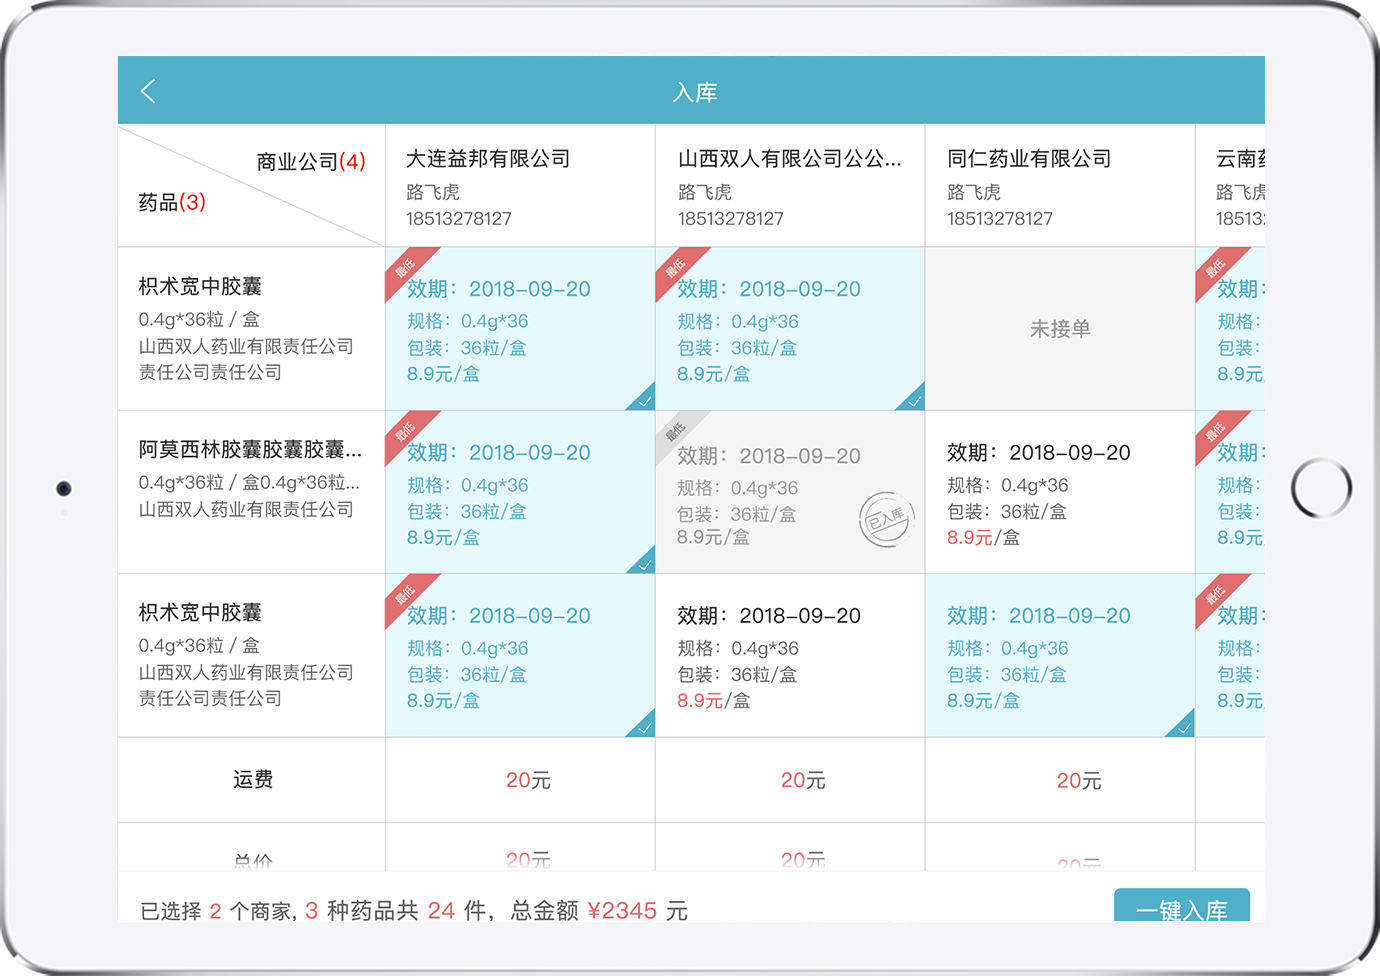 入库
商业公司(4)
药品(3)
大连益邦有限公司
路飞虎
18513278127
山西双人有限公司公公...
路飞虎
18513278127
同仁药业有限公司
路飞虎
18513278127
云南
路飞虎
18513
枳术宽中胶囊
0.4g*36粒 / 盒
山西双人药业有限责任公司
责任公司责任公司
最低
效期：2018-09-20
规格：0.4g*36
包装：36粒/盒
8.9元/盒
最低
效期：2018-09-20
规格：0.4g*36
包装：36粒/盒
8.9元/盒
未接单
最低
效期：
规格：
包装：
8.9元
阿莫西林胶囊胶囊胶囊...
0.4g*36粒 / 盒0.4g*36粒...
山西双人药业有限责任公司
最低
效期：2018-09-20
规格：0.4g*36
包装：36粒/盒
8.9元/盒
最低
效期：2018-09-20
规格：0.4g*36
包装：36粒/盒
8.9元/盒
已入库
效期：2018-09-20
规格：0.4g*36
包装：36粒/盒
8.9元/盒
最低
效期：
规格：
包装：
8.9元
枳术宽中胶囊
0.4g*36粒 / 盒
山西双人药业有限责任公司
责任公司责任公司
最低
效期：2018-09-20
规格：0.4g*36
包装：36粒/盒
8.9元/盒
效期：2018-09-20
规格：0.4g*36
包装：36粒/盒
8.9元/盒
效期：2018-09-20
规格：0.4g*36
包装：36粒/盒
8.9元/盒
最低
效期：
规格：
包装：
8.9元
运费
20元
20元
20元
总价
20元
20元
20元
已选择 2 个商家, 3 种药品共 24 件，总金额 ¥2345 元
一键入库